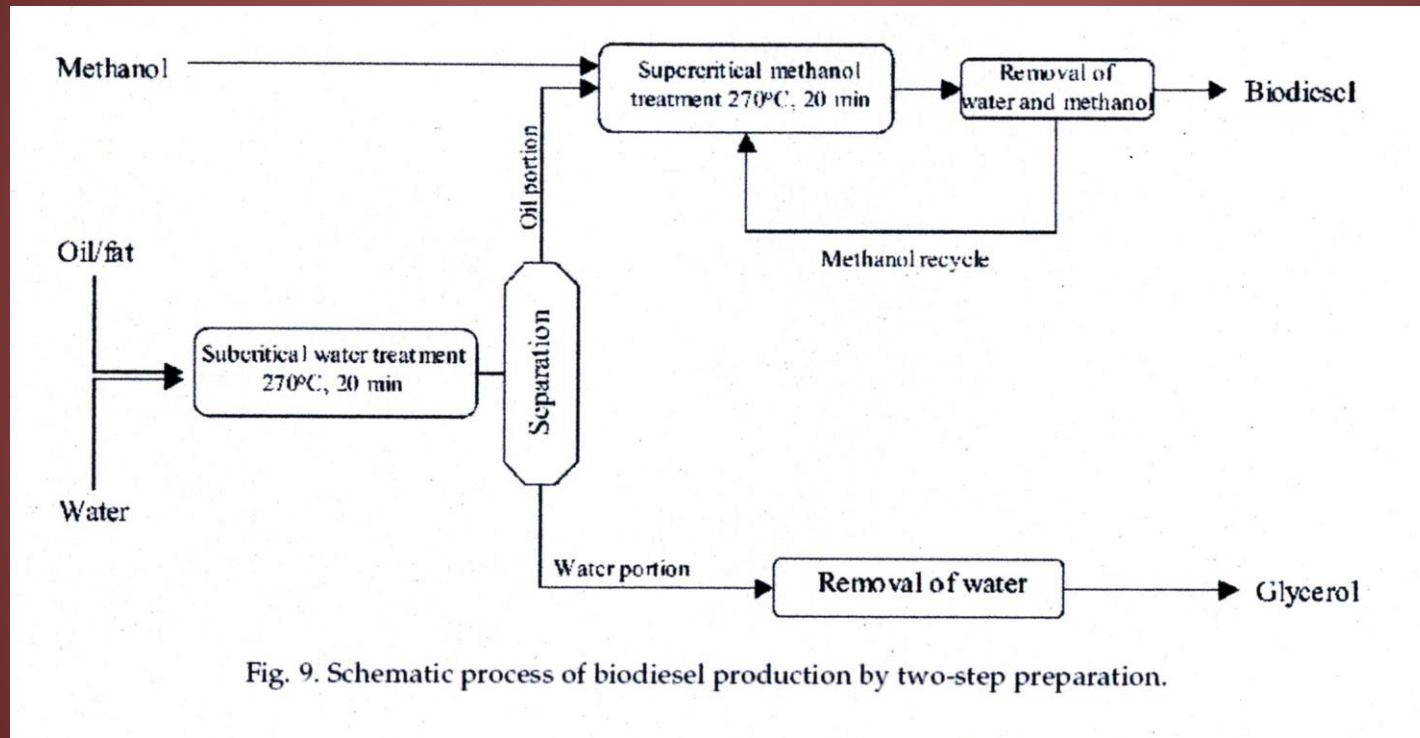 Methanol
Supercritical methanol
treatment 270ºC, 20 min
Removal of
water and methanol
Biodiesel
Oil portion
Oil/fat
Methanol recycle
Subcritical water treatment
270ºC, 20 min
Separation
Water
Water portion
Removal of water
Glycerol
Fig. 9. Schematic process of biodiesel production by two-step preparation.